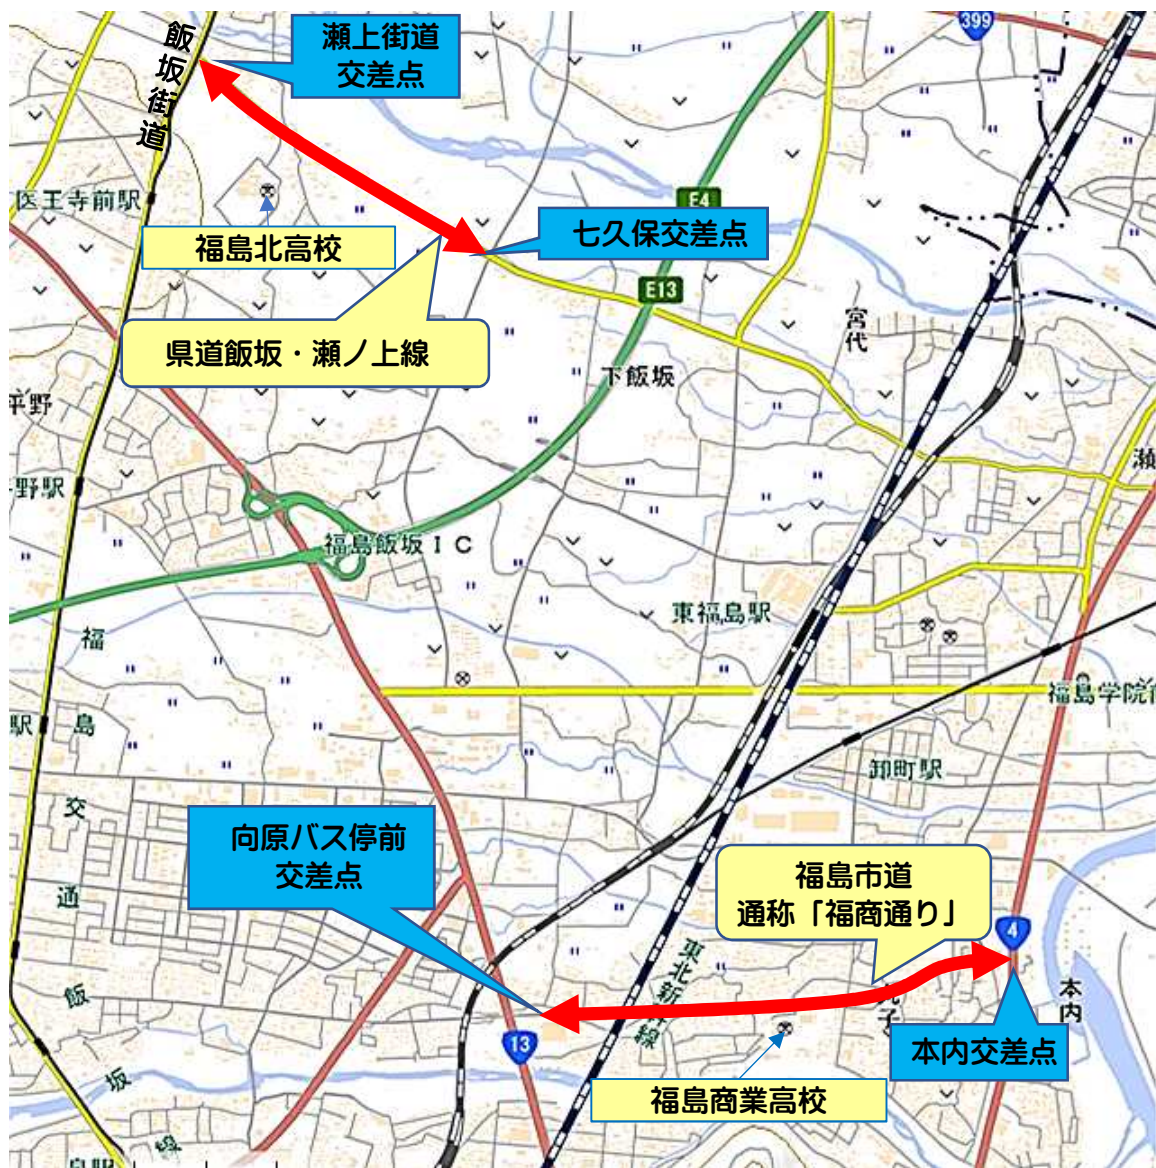 399
瀬上街道
交差点
飯坂街道
医王寺前駅
福島北高校
E4
七久保交差点
E13
宮代
県道飯坂・瀬ノ上線
下飯坂
平野
瀬
野駅
福島飯坂IC
東福島駅
福島交通飯坂線
福島学院前
駅
卸町駅
向原バス停前
交差点
福島市道
通称「福商通り」
4
東北新幹線
本内
13
本内交差点
福島商業高校